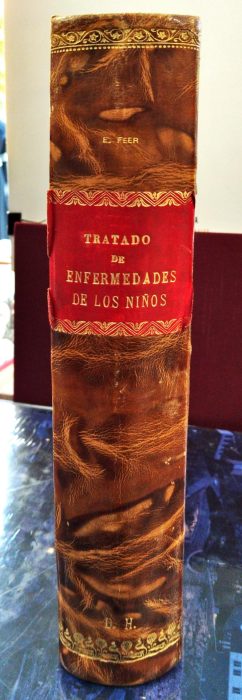 E. FEER
TRATADO
DE
ENFERMEDADES
DE LOS NIÑOS
B. H.